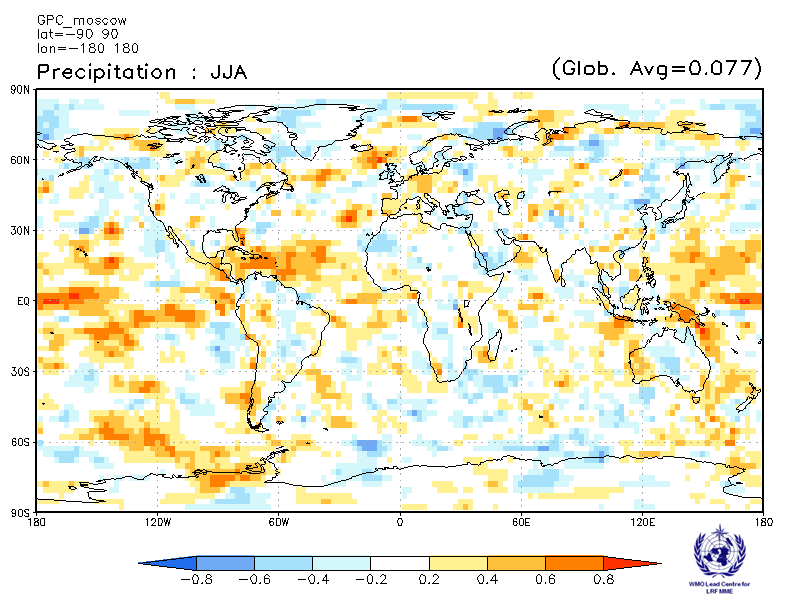 GPC_moscow
lat=-90 90
lon=-180 180
Precipitation : JJA
(Glob. Avg=0.077)
90N
60N
30N
EQ
30S
60S
90S
180 120W 60W 0 60E 120E 180
-0.8 -0.6 -0.4 -0.2 0.2 0.4 0.6 0.8
WMO Lead Centre for
LRF MME